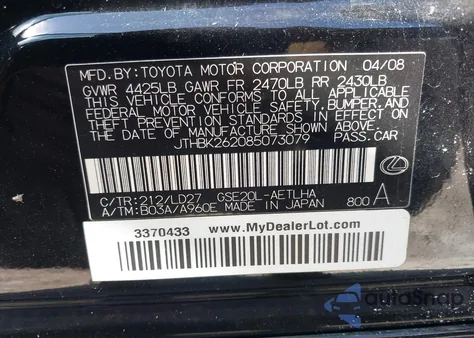 MFD.BY:TOYOTA MOTOR CORPORATION 04/08
GVWR 4425LB GAWR FR 2470LB RR 2430LB
THIS VEHICLE CONFORMS TO ALL APPLICABLE
FEDERAL MOTOR VEHICLE SAFETY, BUMPER, AND
THEFT PREVENTION STANDARDS IN EFFECT ON
THE DATE OF MANUFACTURE SHOWN ABOVE.
JTHBK262085073079 PASS.CAR
C/TR:212/LD27 GSE20L-AETLHA
A/TM:B03A/A960E MADE IN JAPAN 800 A
3370433 www.MyDealerLot.com
autoSnap